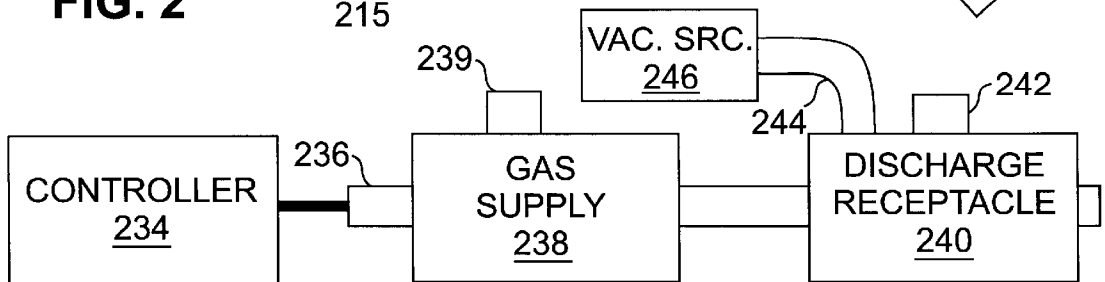 FIG. 2
215
VAC. SRC.
246
239
242
244
236
GAS
SUPPLY
238
DISCHARGE
RECEPTACLE
240
CONTROLLER
234